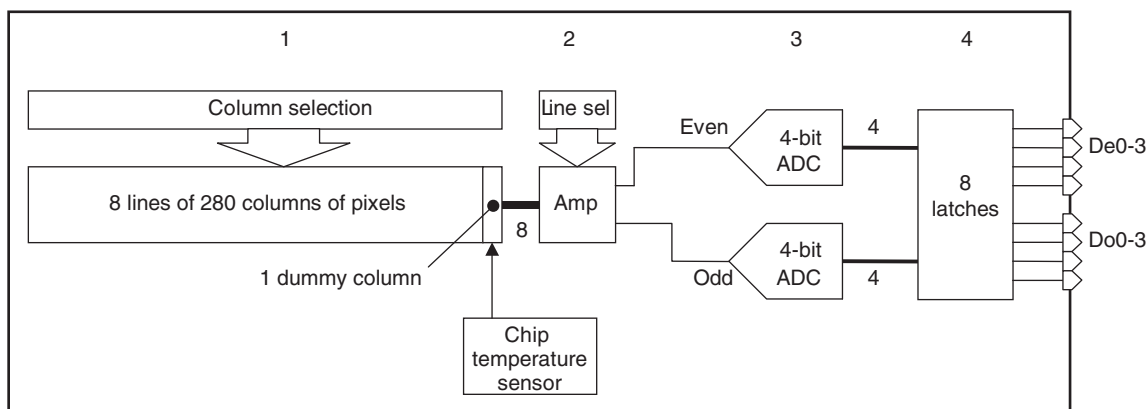 1 2 3 4
Column selection
Line sel
Even
4-bit
ADC
4
De0-3
8 lines of 280 columns of pixels
8
Amp
8
latches
1 dummy column
Odd
4-bit
ADC
4
Do0-3
Chip
temperature
sensor